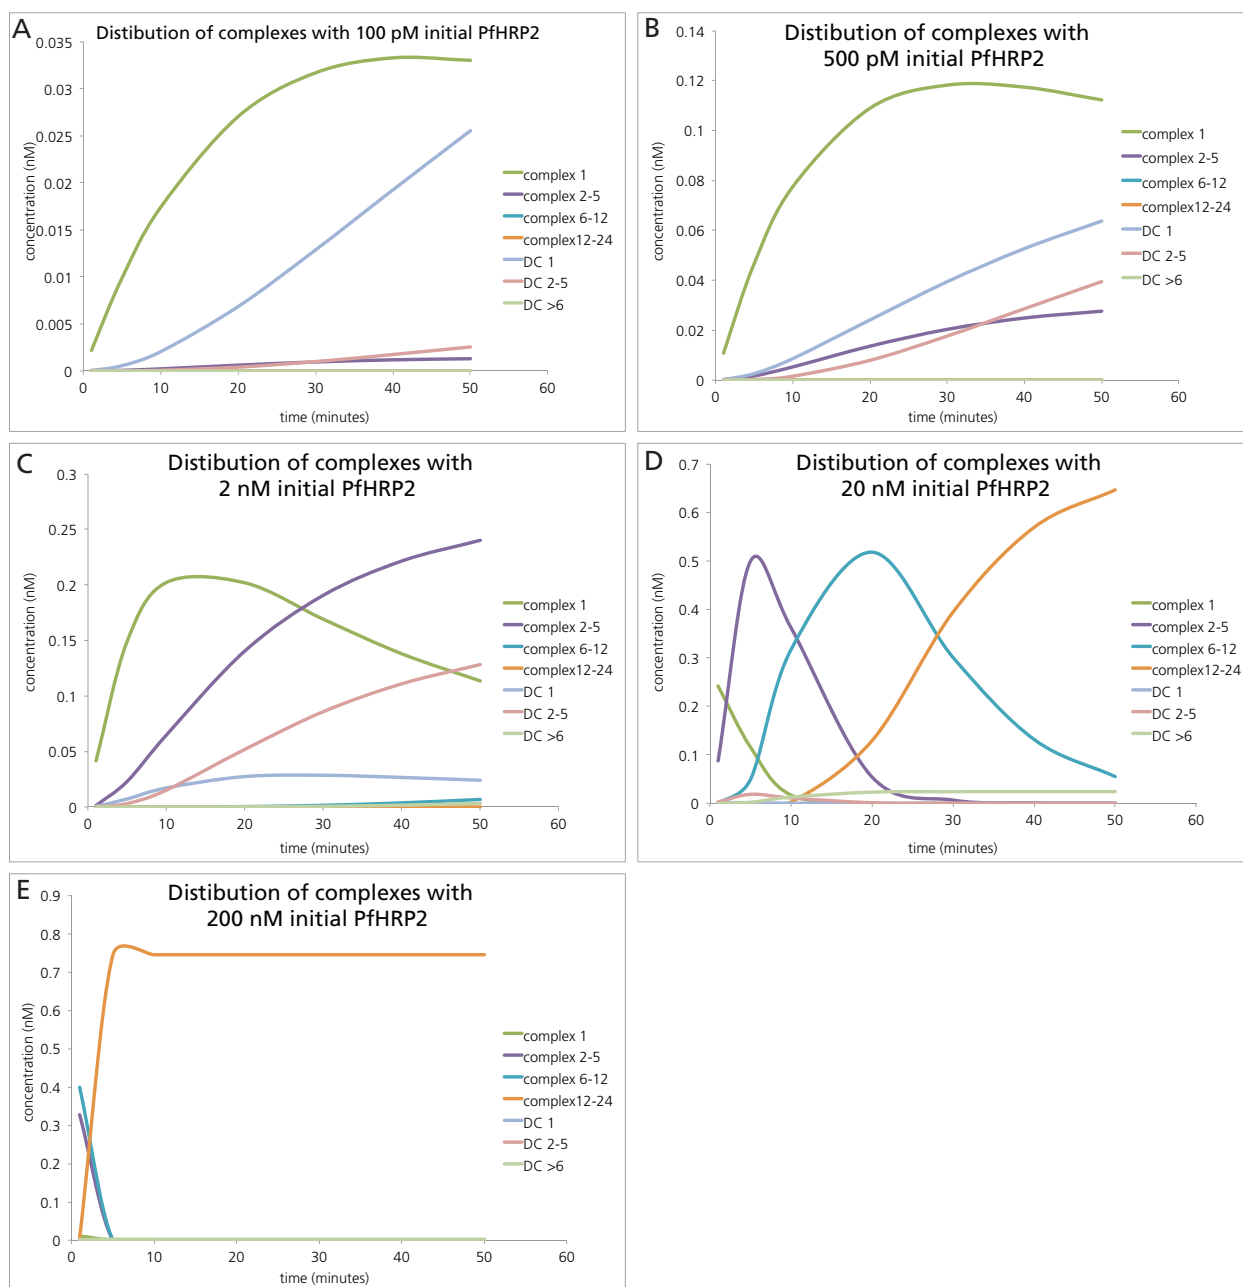 A
Distibution of complexes with 100 pM initial PfHRP2
0.035
0.03
0.025
0.02
0.015
0.01
0.005
0
concentration (nM)
0 10 20 30 40 50 60
time (minutes)
complex 1
complex 2-5
complex 6-12
complex12-24
DC 1
DC 2-5
DC >6
B
Distibution of complexes with
500 pM initial PfHRP2
0.14
0.12
0.1
0.08
0.06
0.04
0.02
0
concentration (nM)
0 10 20 30 40 50 60
time (minutes)
complex 1
complex 2-5
complex 6-12
complex12-24
DC 1
DC 2-5
DC >6
C
Distibution of complexes with
2 nM initial PfHRP2
0.3
0.25
0.2
0.15
0.1
0.05
0
concentration (nM)
0 10 20 30 40 50 60
time (minutes)
complex 1
complex 2-5
complex 6-12
complex12-24
DC 1
DC 2-5
DC >6
D
Distibution of complexes with
20 nM initial PfHRP2
0.7
0.6
0.5
0.4
0.3
0.2
0.1
0
concentration (nM)
0 10 20 30 40 50 60
time (minutes)
complex 1
complex 2-5
complex 6-12
complex12-24
DC 1
DC 2-5
DC >6
E
Distibution of complexes with
200 nM initial PfHRP2
0.9
0.8
0.7
0.6
0.5
0.4
0.3
0.2
0.1
0
concentration (nM)
0 10 20 30 40 50 60
time (minutes)
complex 1
complex 2-5
complex 6-12
complex12-24
DC 1
DC 2-5
DC >6